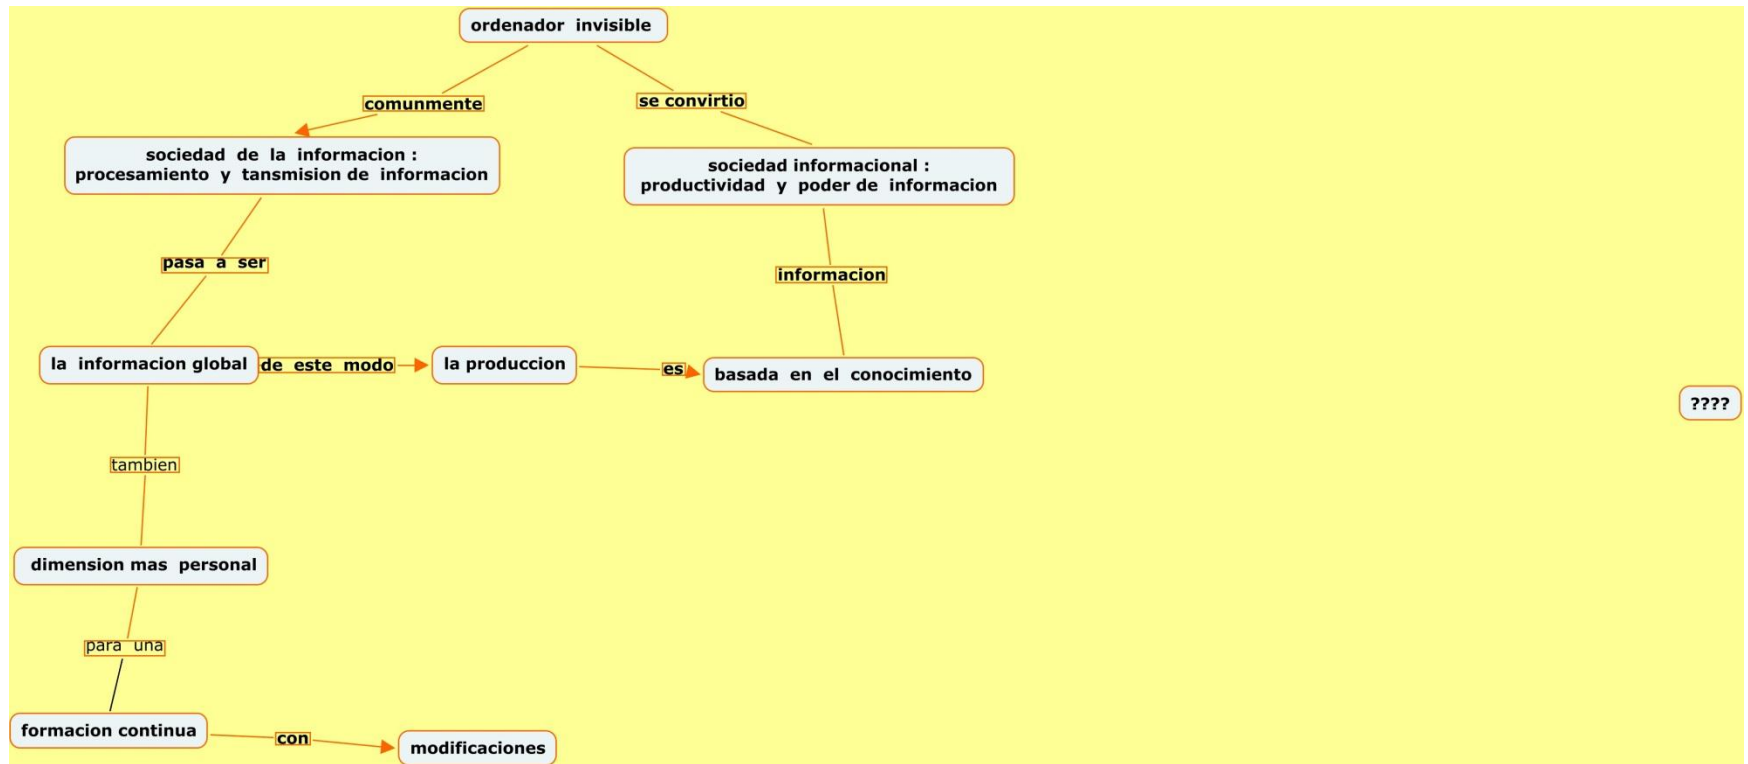 ordenador invisible
comunmente
se convirtio
sociedad de la informacion :
procesamiento y tansmision de informacion
sociedad informacional :
productividad y poder de informacion
pasa a ser
informacion
la informacion global
de este modo
la produccion
es
basada en el conocimiento
????
tambien
dimension mas personal
para una
formacion continua
con
modificaciones